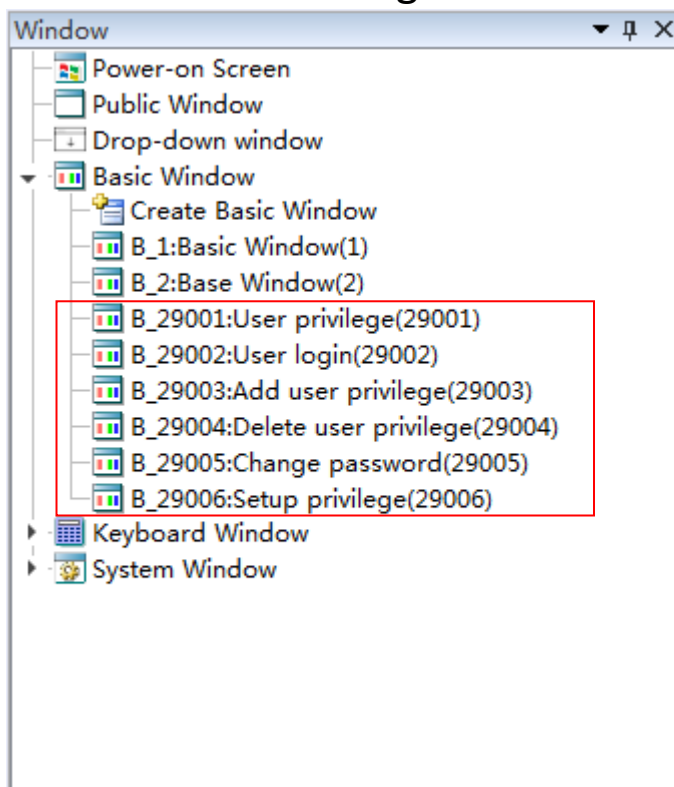 Window
Power-on Screen
Public Window
Drop-down window
Basic Window
Create Basic Window
B_1:Basic Window(1)
B_2:Base Window(2)
B_29001:User privilege(29001)
B_29002:User login(29002)
B_29003:Add user privilege(29003)
B_29004:Delete user privilege(29004)
B_29005:Change password(29005)
B_29006:Setup privilege(29006)
Keyboard Window
System Window